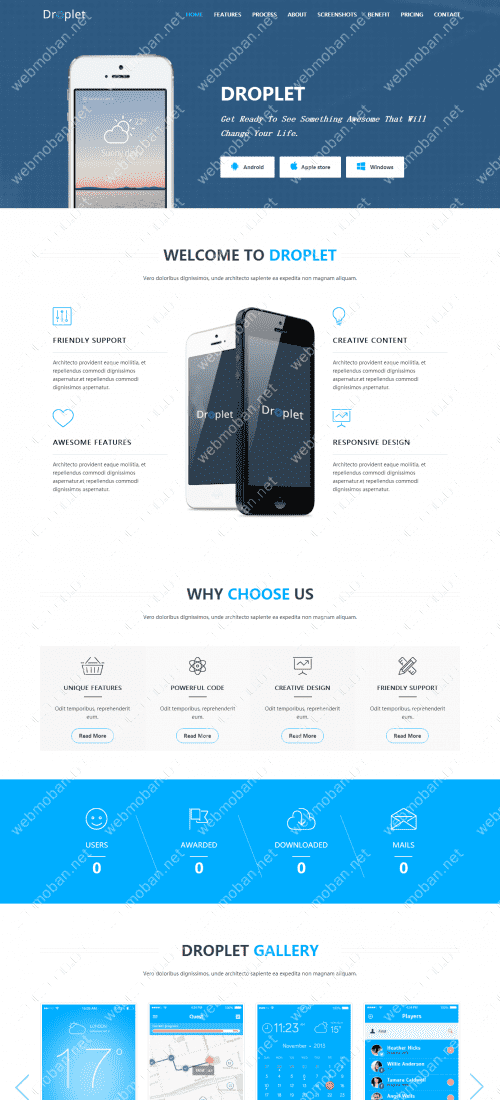 Droplet
HOME FEATURES PROCESS ABOUT SCREENSHOTS BENEFIT PRICING CONTACT
22°
Sunny day
DROPLET
Get Ready To See Something Awesome That Will
Change Your Life.
Android Apple store Windows
WELCOME TO DROPLET
Vero doloribus dignissimos, unde architecto sapiente ea expedita non magnam aliquam.
FRIENDLY SUPPORT
Architecto provident eaque mollitia, et
repellendus commodi dignissimos
aspernatur.et repellendus commodi
dignissimos aspernatur.
AWESOME FEATURES
Architecto provident eaque mollitia, et
repellendus commodi dignissimos
aspernatur.et repellendus commodi
dignissimos aspernatur.
Droplet
Droplet
CREATIVE CONTENT
Architecto provident eaque mollitia, et
repellendus commodi dignissimos
aspernatur.et repellendus commodi
dignissimos aspernatur.
RESPONSIVE DESIGN
Architecto provident eaque mollitia, et
repellendus commodi dignissimos
aspernatur.et repellendus commodi
dignissimos aspernatur.
WHY CHOOSE US
Vero doloribus dignissimos, unde architecto sapiente ea expedita non magnam aliquam.
UNIQUE FEATURES
Odit temporibus, reprehenderit
eum.
Read More
POWERFUL CODE
Odit temporibus, reprehenderit
eum.
Read More
CREATIVE DESIGN
Odit temporibus, reprehenderit
eum.
Read More
FRIENDLY SUPPORT
Odit temporibus, reprehenderit
eum.
Read More
USERS
0
AWARDED
0
DOWNLOADED
0
MAILS
0
DROPLET GALLERY
Vero doloribus dignissimos, unde architecto sapiente ea expedita non magnam aliquam.
LONDON
17°
11:23
15°
November - 2013
Players
Find
Heather Hicks
Willie Anderson
Tamara Caldwell
Angel Wells
webmoban.net